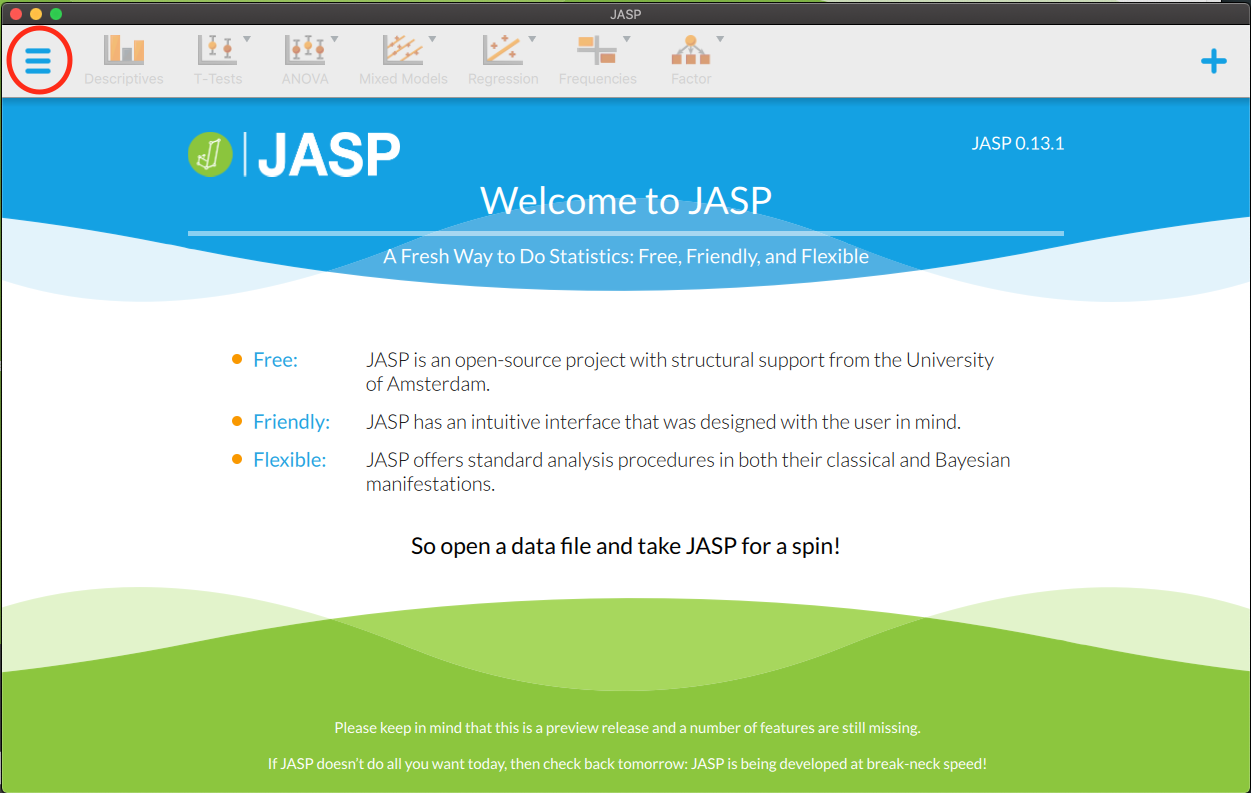 JASP
Descriptives T-Tests ANOVA Mixed Models Regression Frequencies Factor
JASP
JASP 0.13.1
Welcome to JASP
A Fresh Way to Do Statistics: Free, Friendly, and Flexible
Free: JASP is an open-source project with structural support from the University
of Amsterdam.
Friendly: JASP has an intuitive interface that was designed with the user in mind.
Flexible: JASP offers standard analysis procedures in both their classical and Bayesian
manifestations.
So open a data file and take JASP for a spin!
Please keep in mind that this is a preview release and a number of features are still missing.
If JASP doesn’t do all you want today, then check back tomorrow: JASP is being developed at break-neck speed!